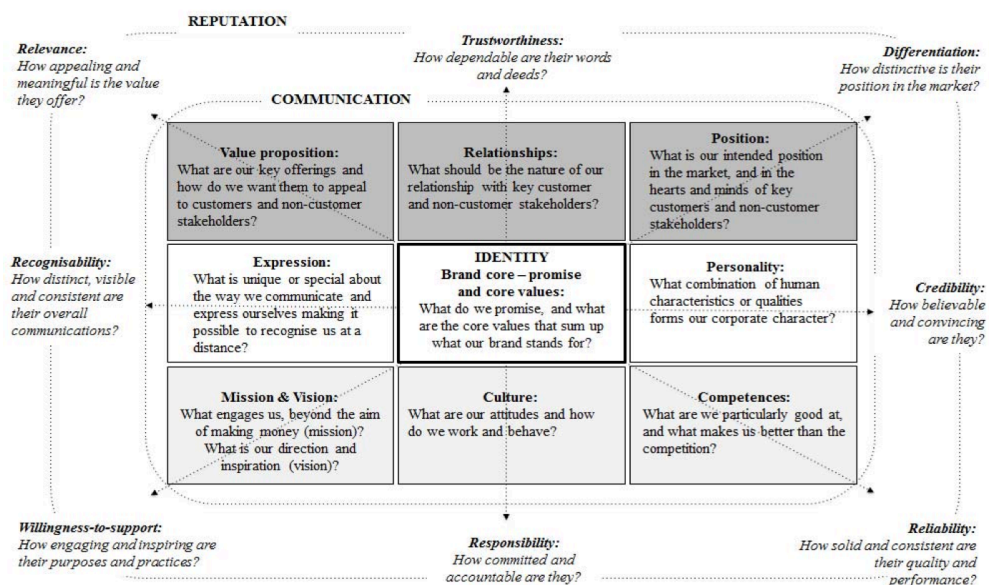 REPUTATION
Relevance:
How appealing and
meaningful is the value
they offer?
Trustworthiness:
How dependable are their words
and deeds?
Differentiation:
How distinctive is their
position in the market?
COMMUNICATION
Value proposition:
What are our key offerings and
how do we want them to appeal
to customers and non-customer
stakeholders?
Relationships:
What should be the nature of our
relationship with key customer
and non-customer stakeholders?
Position:
What is our intended position
in the market, and in the
hearts and minds of key
customers and non-customer
stakeholders?
Recognisability:
How distinct, visible
and consistent are
their overall
communications?
Expression:
What is unique or special about
the way we communicate and
express ourselves making it
possible to recognise us at a
distance?
IDENTITY
Brand core – promise
and core values:
What do we promise, and what
are the core values that sum up
what our brand stands for?
Personality:
What combination of human
characteristics or qualities
forms our corporate character?
Credibility:
How believable
and convincing
are they?
Mission & Vision:
What engages us, beyond the aim
of making money (mission)?
What is our direction and
inspiration (vision)?
Culture:
What are our attitudes and how
do we work and behave?
Competences:
What are we particularly good at,
and what makes us better than the
competition?
Willingness-to-support:
How engaging and inspiring are
their purposes and practices?
Responsibility:
How committed and
accountable are they?
Reliability:
How solid and consistent are
their quality and
performance?